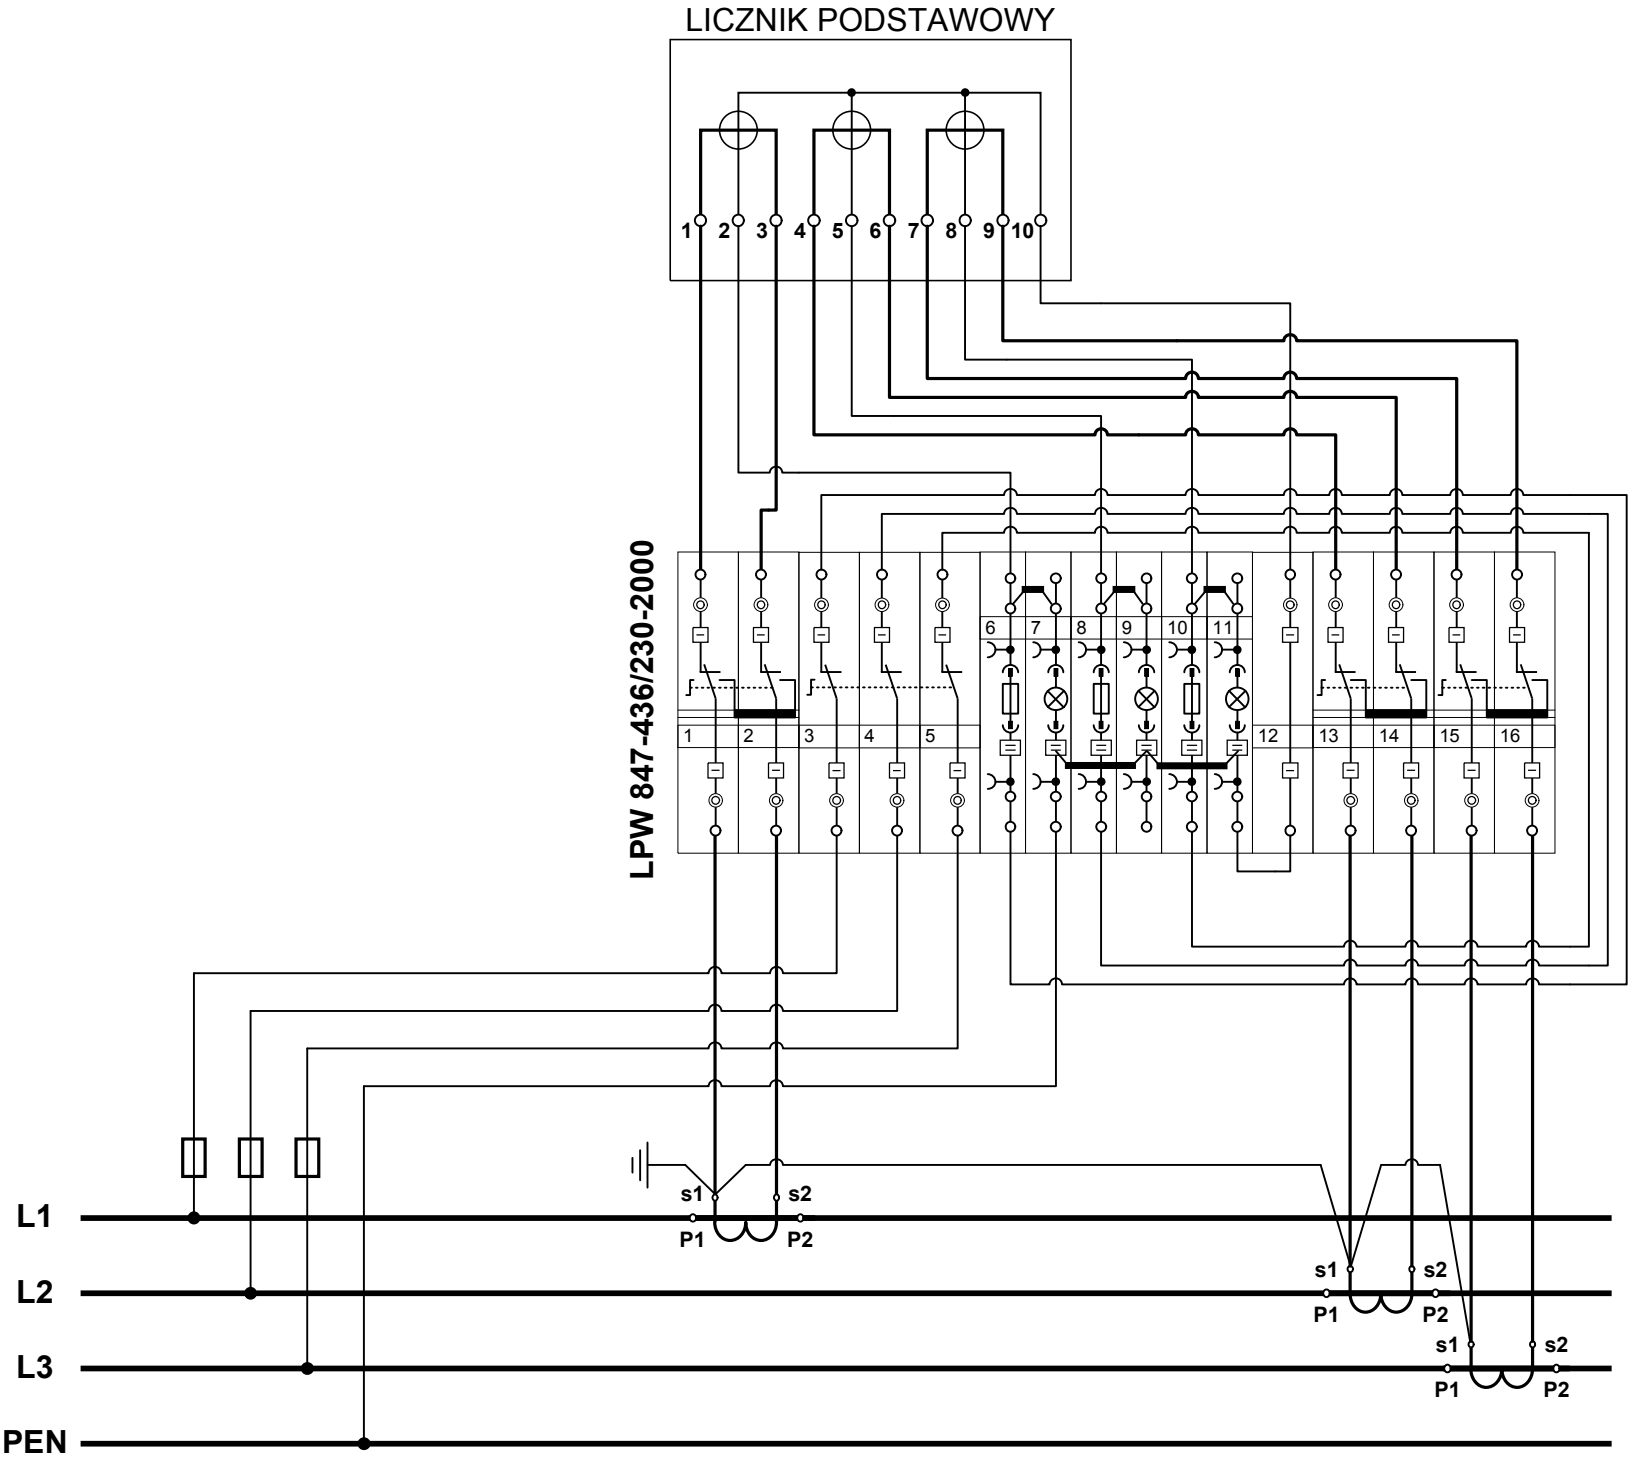 LICZNIK PODSTAWOWY
1 2 3 4 5 6 7 8 9 10
LPW 847-436/230-2000
6 7 8 9 10 11
1 2 3 4 5 12 13 14 15 16
s1 s2
L1
P1 P2
s1 s2
L2
P1 P2
s1 s2
L3
P1 P2
PEN